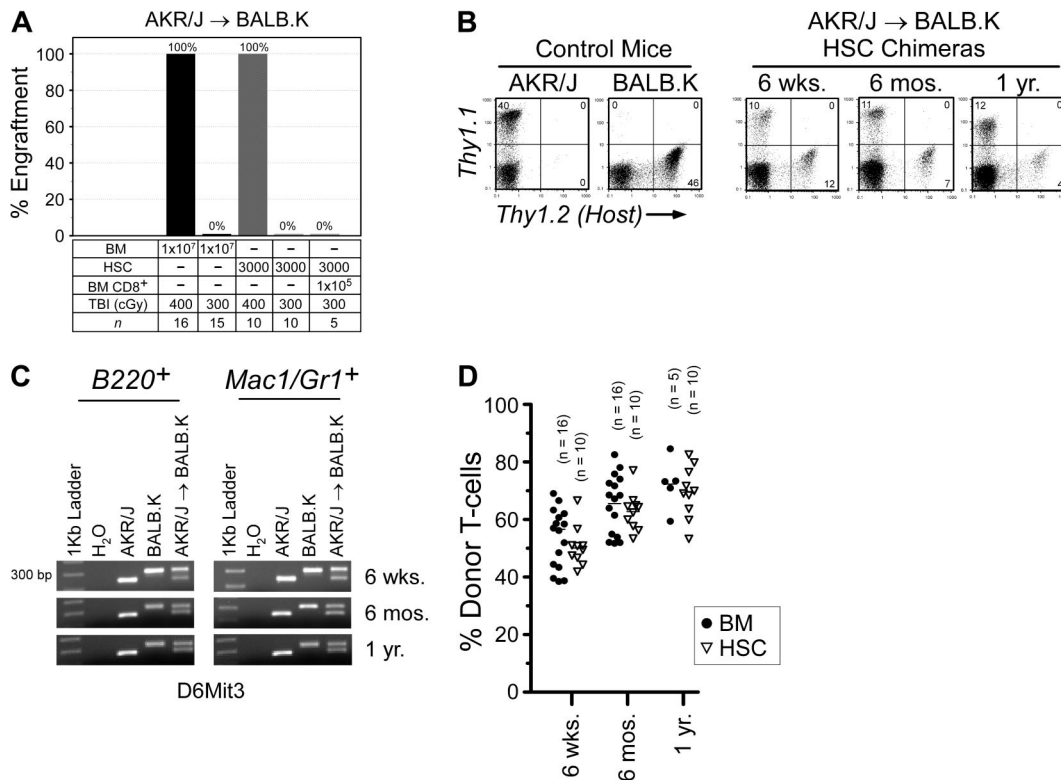 A
AKR/J → BALB.K
% Engraftment
100
80
60
40
20
0
100%
0%
100%
0%
0%
BM 1x10⁷ 1x10⁷ – – –
HSC – – 3000 3000 3000
BM CD8⁺ – – – – 1x10⁵
TBI (cGy) 400 300 400 300 300
n 16 15 10 10 5
B
Control Mice
AKR/J BALB.K
AKR/J → BALB.K
HSC Chimeras
6 wks. 6 mos. 1 yr.
Thy1.1
40
0
0 0
46
10 0
12
11 0
7
12 0
4
Thy1.2 (Host)
C
B220⁺ Mac1/Gr1⁺
1Kb Ladder
H₂O
AKR/J
BALB.K
AKR/J → BALB.K
1Kb Ladder
H₂O
AKR/J
BALB.K
AKR/J → BALB.K
300 bp
6 wks.
6 mos.
1 yr.
D6Mit3
D
% Donor T-cells
100
80
60
40
20
0
(n = 16)
(n = 10)
(n = 16)
(n = 10)
(n = 5)
(n = 10)
BM
HSC
6 wks.
6 mos.
1 yr.